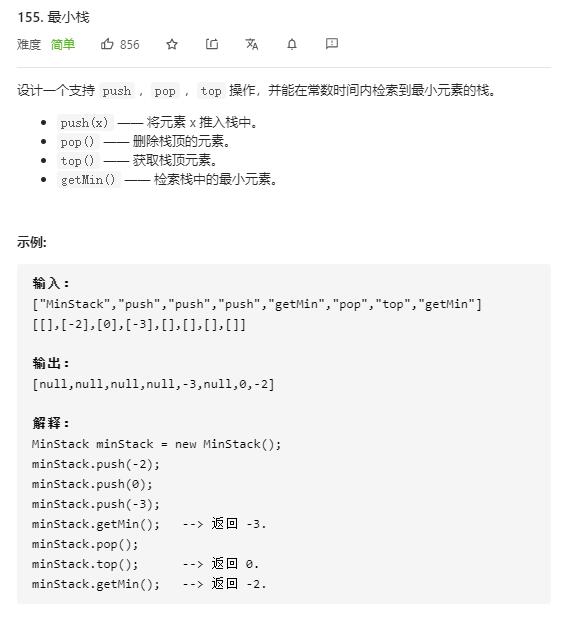 155. 最小栈
难度 简单 856
设计一个支持 push , pop , top 操作，并能在常数时间内检索到最小元素的栈。
push(x) —— 将元素 x 推入栈中。
pop() —— 删除栈顶的元素。
top() —— 获取栈顶元素。
getMin() —— 检索栈中的最小元素。
示例:
输入：
["MinStack","push","push","push","getMin","pop","top","getMin"]
[[],[-2],[0],[-3],[],[],[],[]]
输出：
[null,null,null,null,-3,null,0,-2]
解释：
MinStack minStack = new MinStack();
minStack.push(-2);
minStack.push(0);
minStack.push(-3);
minStack.getMin();   --> 返回 -3.
minStack.pop();
minStack.top();      --> 返回 0.
minStack.getMin();   --> 返回 -2.